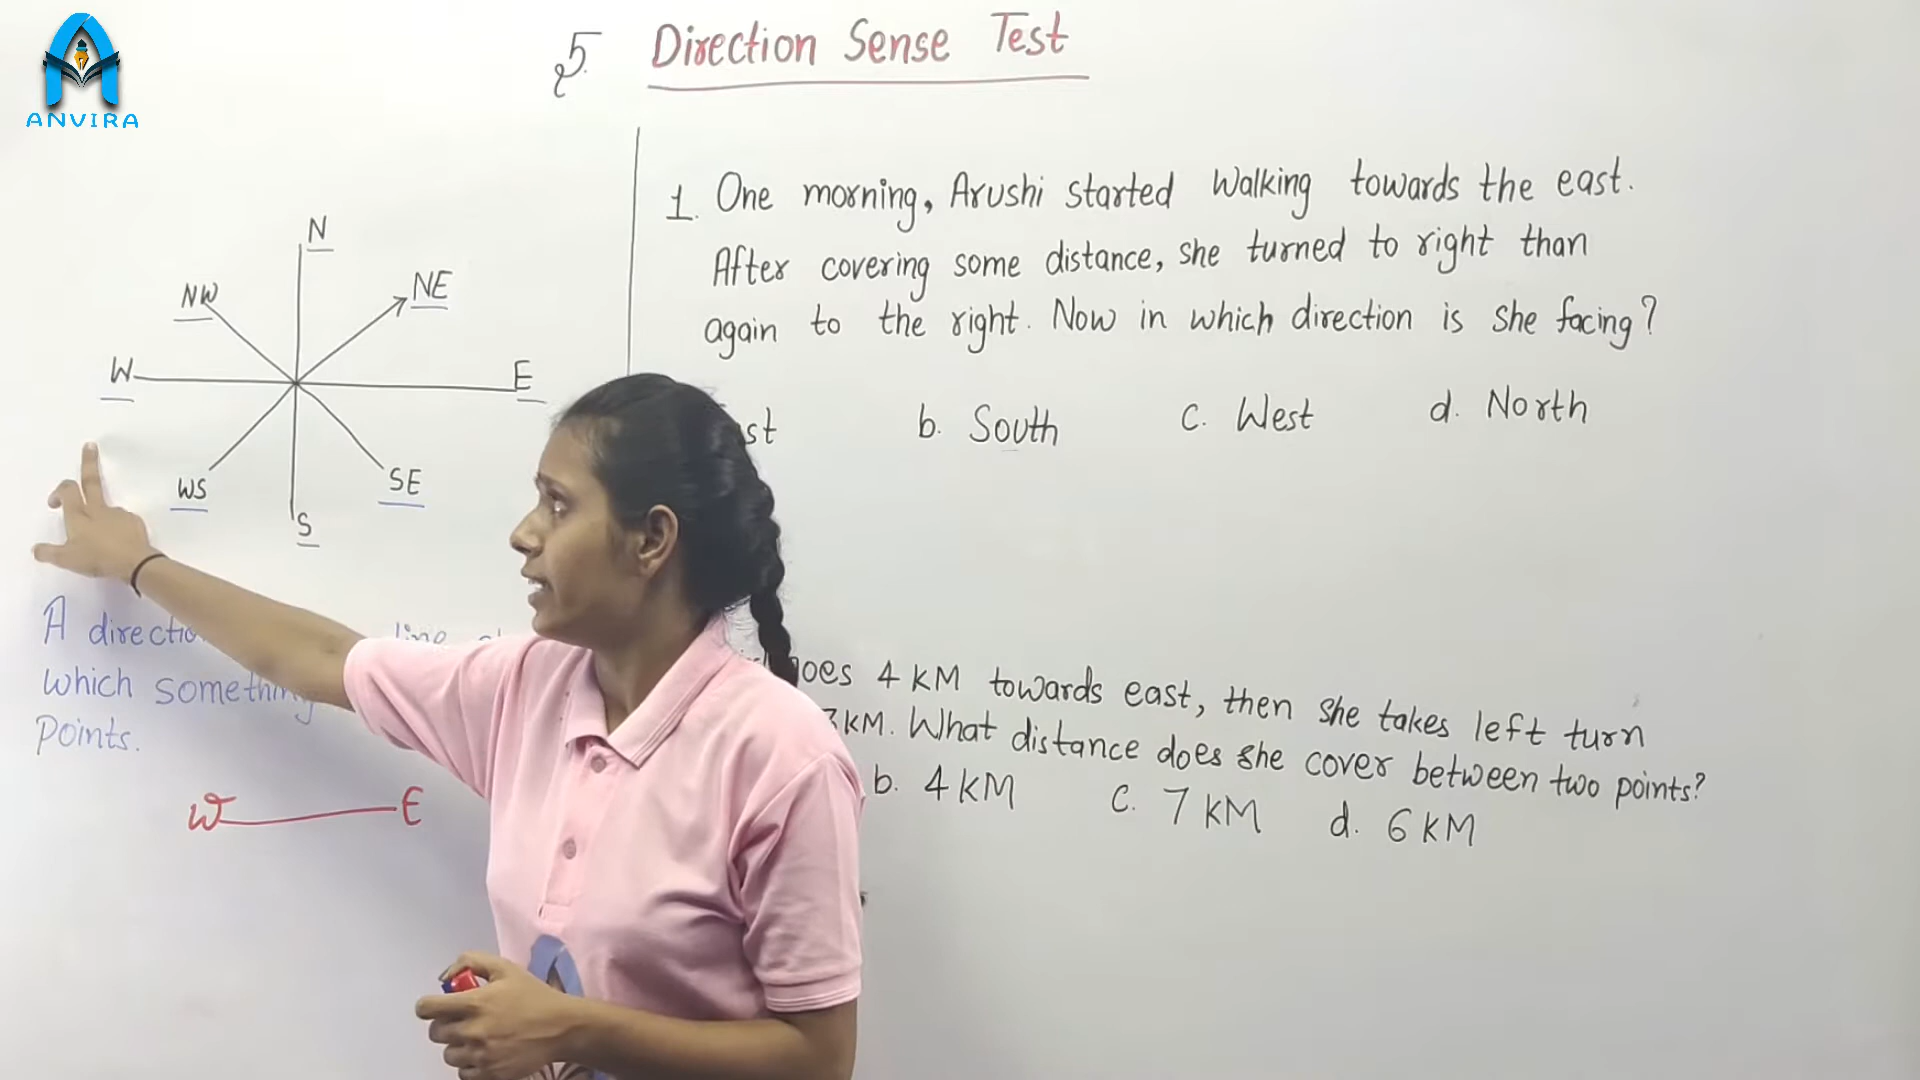 ANVIRA
5. Direction Sense Test
N
NW
NE
W
E
WS
SE
S
A line
which something
points.
W E
1. One morning, Arushi started walking towards the east.
After covering some distance, she turned to right than
again to the right. Now in which direction is she facing?
b. South c. West d. North
4 KM towards east, then she takes left turn
3 KM. What distance does she cover between two points?
b. 4 KM c. 7 KM d. 6 KM